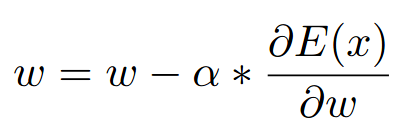 w = w − α ∗ ∂E(x)/∂w